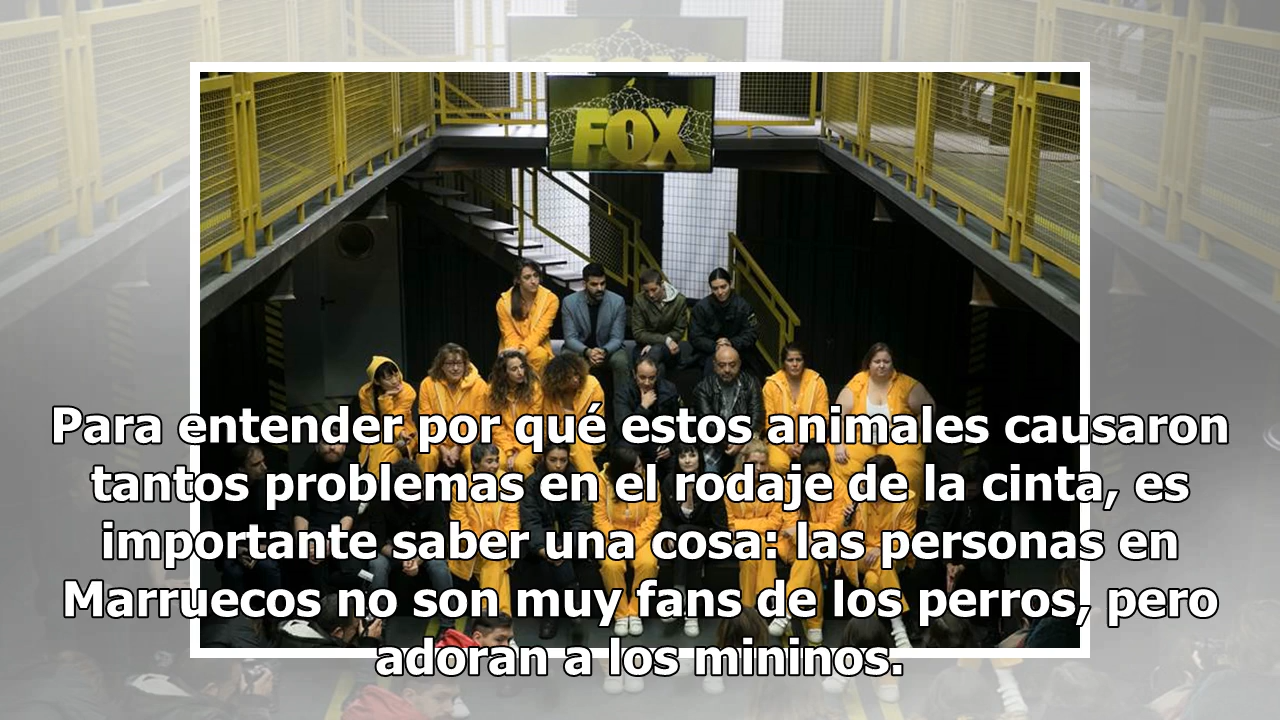 FOX
Para entender por qué estos animales causaron
tantos problemas en el rodaje de la cinta, es
importante saber una cosa: las personas en
Marruecos no son muy fans de los perros, pero
adoran a los mininos.